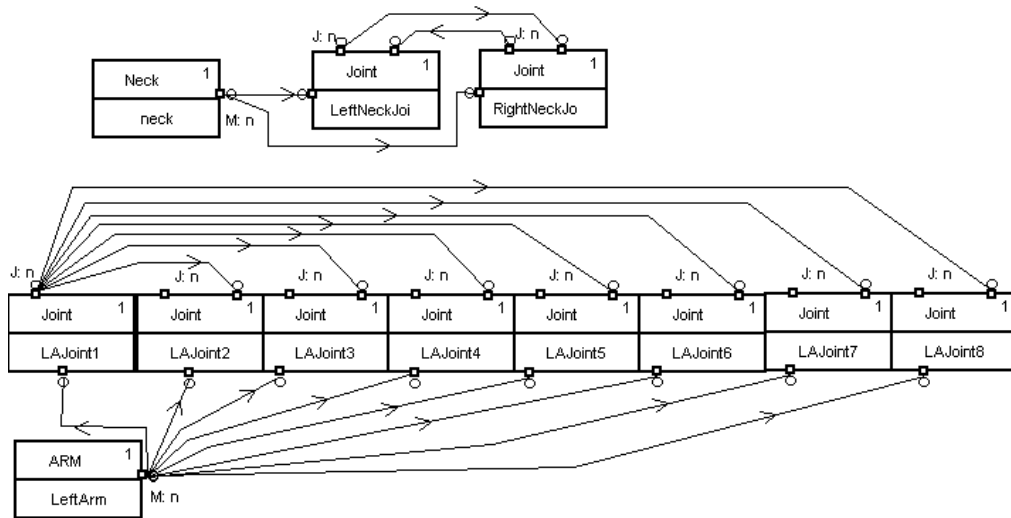 J: n
J: n
Neck 1
neck
M: n
Joint 1
LeftNeckJoi
Joint 1
RightNeckJo
J: n
J: n
J: n
J: n
J: n
J: n
J: n
J: n
Joint 1
Joint 1
Joint 1
Joint 1
Joint 1
Joint 1
Joint 1
Joint 1
LAJoint1
LAJoint2
LAJoint3
LAJoint4
LAJoint5
LAJoint6
LAJoint7
LAJoint8
ARM 1
LeftArm
M: n